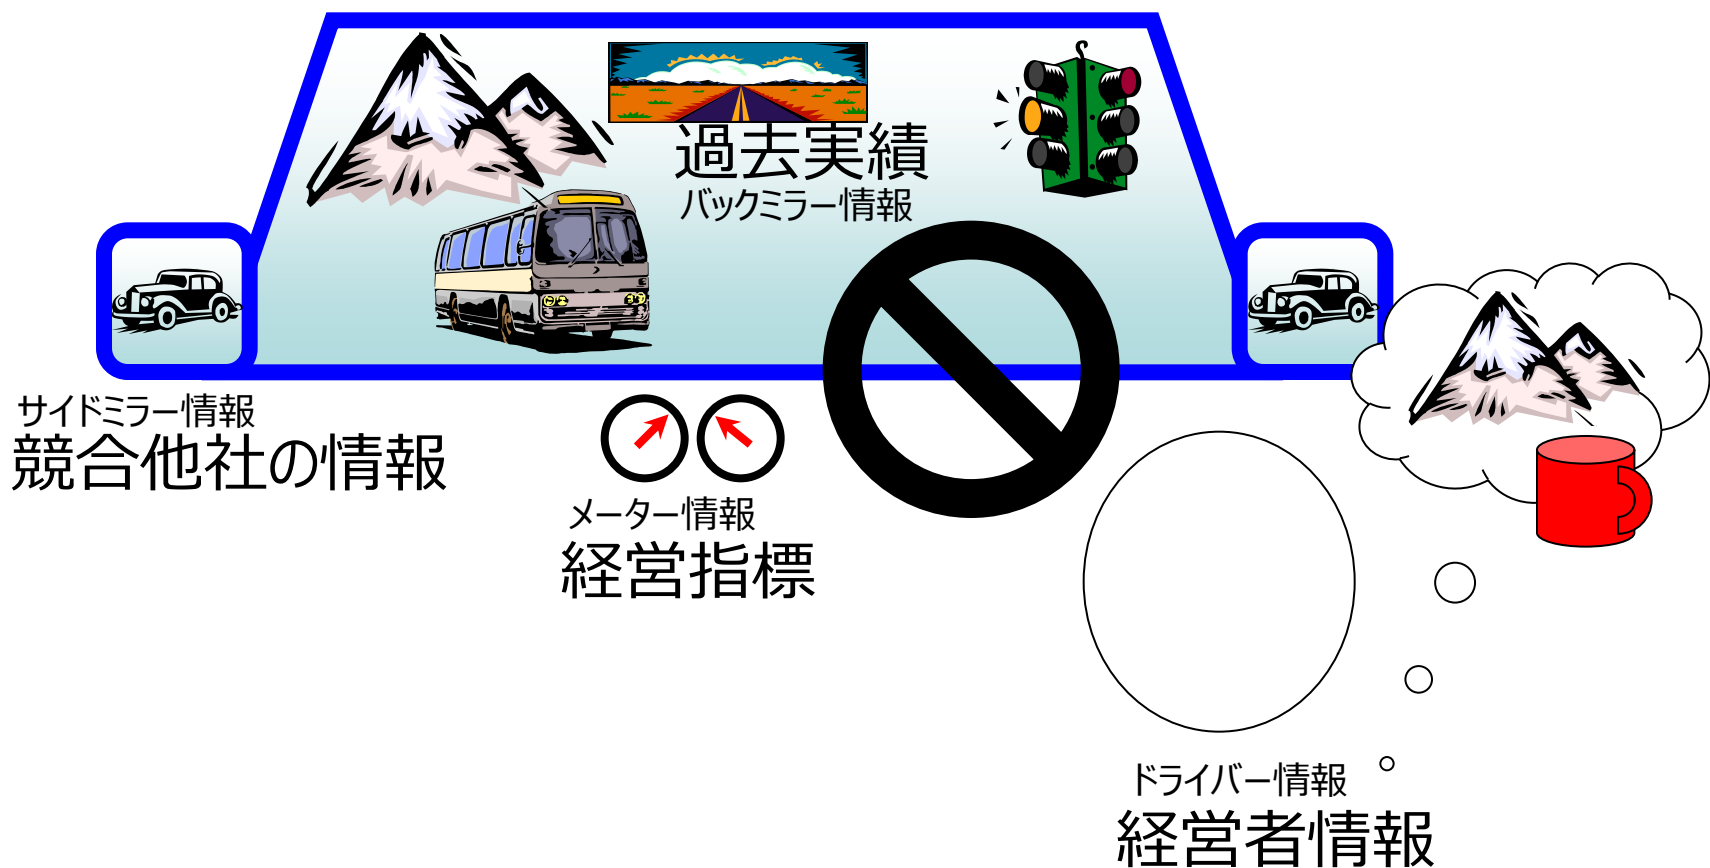 過去実績
バックミラー情報
サイドミラー情報
競合他社の情報
メーター情報
経営指標
ドライバー情報
経営者情報